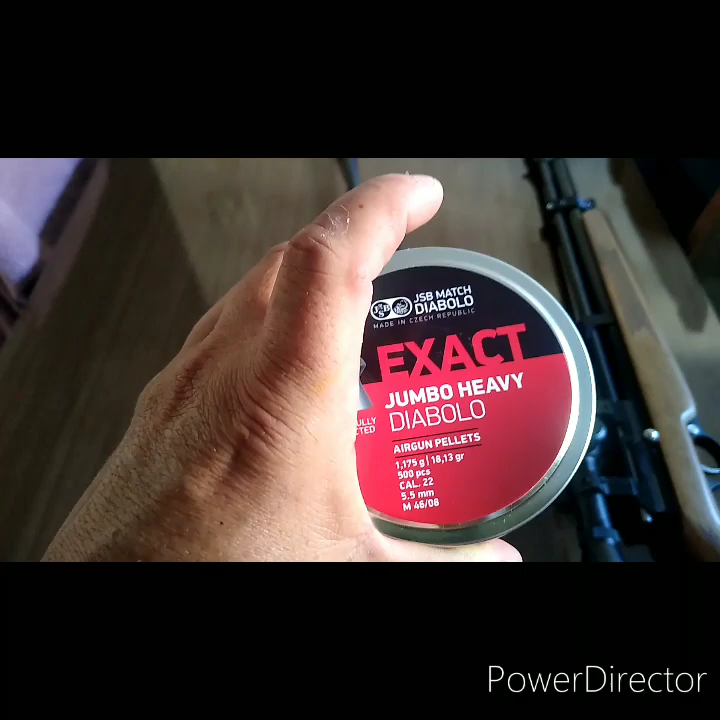 JSB
JSB MATCH
DIABOLO
MADE IN CZECH REPUBLIC
EXACT
JUMBO HEAVY
DIABOLO
AIRGUN PELLETS
1,175 g | 18,13 gr
500 pcs
CAL. 22
5.5 mm
M 46/08
PowerDirector